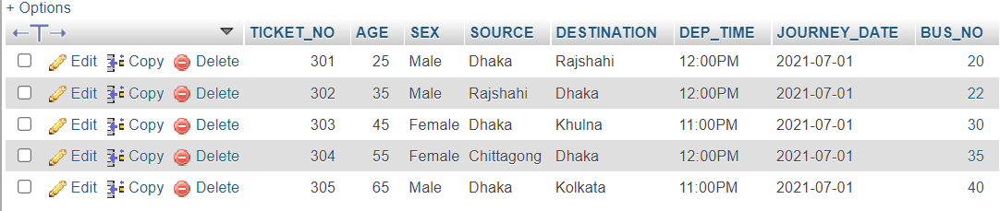 + Options
←T→ TICKET_NO AGE SEX SOURCE DESTINATION DEP_TIME JOURNEY_DATE BUS_NO
Edit Copy Delete 301 25 Male Dhaka Rajshahi 12:00PM 2021-07-01 20
Edit Copy Delete 302 35 Male Rajshahi Dhaka 12:00PM 2021-07-01 22
Edit Copy Delete 303 45 Female Dhaka Khulna 11:00PM 2021-07-01 30
Edit Copy Delete 304 55 Female Chittagong Dhaka 12:00PM 2021-07-01 35
Edit Copy Delete 305 65 Male Dhaka Kolkata 11:00PM 2021-07-01 40